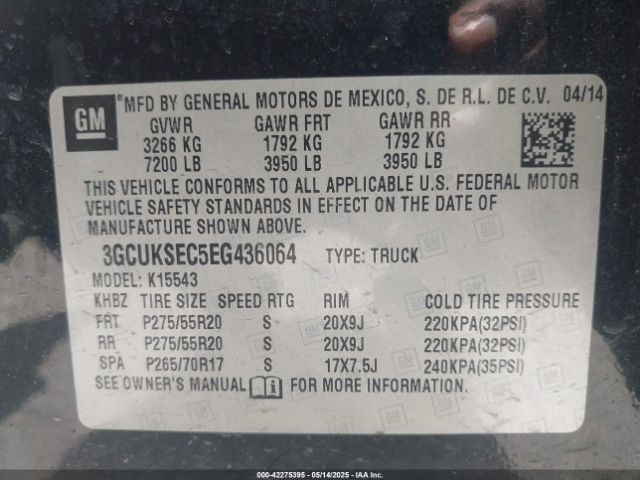 GM
*MFD BY GENERAL MOTORS DE MEXICO, S. DE R.L. DE C.V. 04/14
GVWR GAWR FRT GAWR RR
3266 KG 1792 KG 1792 KG
7200 LB 3950 LB 3950 LB
THIS VEHICLE CONFORMS TO ALL APPLICABLE U.S. FEDERAL MOTOR
VEHICLE SAFETY STANDARDS IN EFFECT ON THE DATE OF
MANUFACTURE SHOWN ABOVE.
3GCUKSEC5EG436064 TYPE: TRUCK
MODEL: K15543
KHBZ TIRE SIZE SPEED RTG RIM COLD TIRE PRESSURE
FRT P275/55R20 S 20X9J 220KPA(32PSI)
RR P275/55R20 S 20X9J 220KPA(32PSI)
SPA P265/70R17 S 17X7.5J 240KPA(35PSI)
SEE OWNER'S MANUAL FOR MORE INFORMATION.
000-42275395 - 05/14/2025 - IAA, Inc.